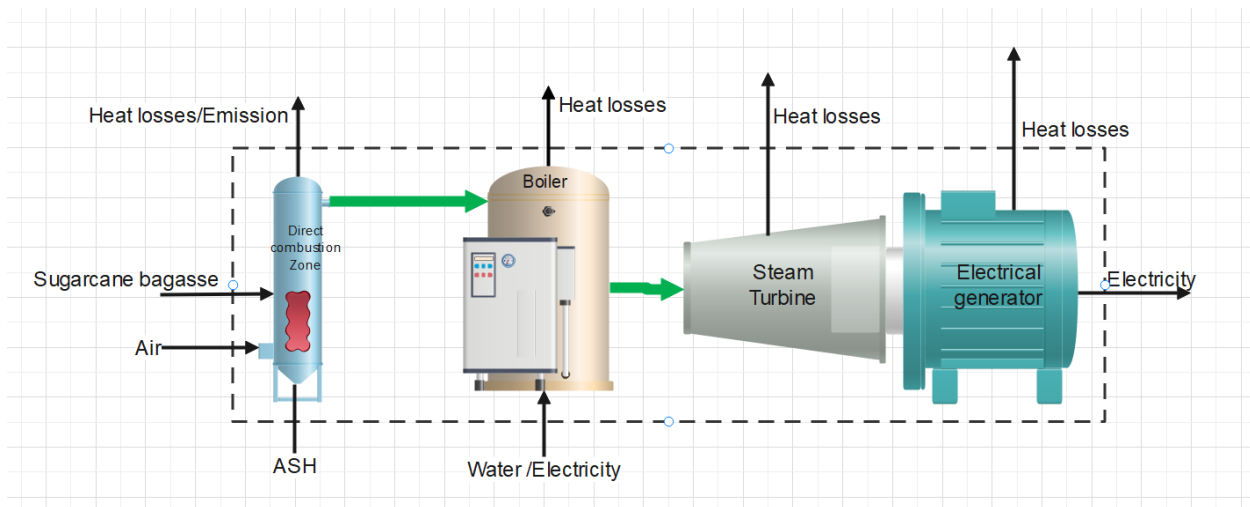 Heat losses/Emission
Heat losses
Heat losses
Heat losses
Boiler
Direct
combustion
Zone
Sugarcane bagasse
Air
ASH
Water /Electricity
Steam
Turbine
Electrical
generator
Electricity